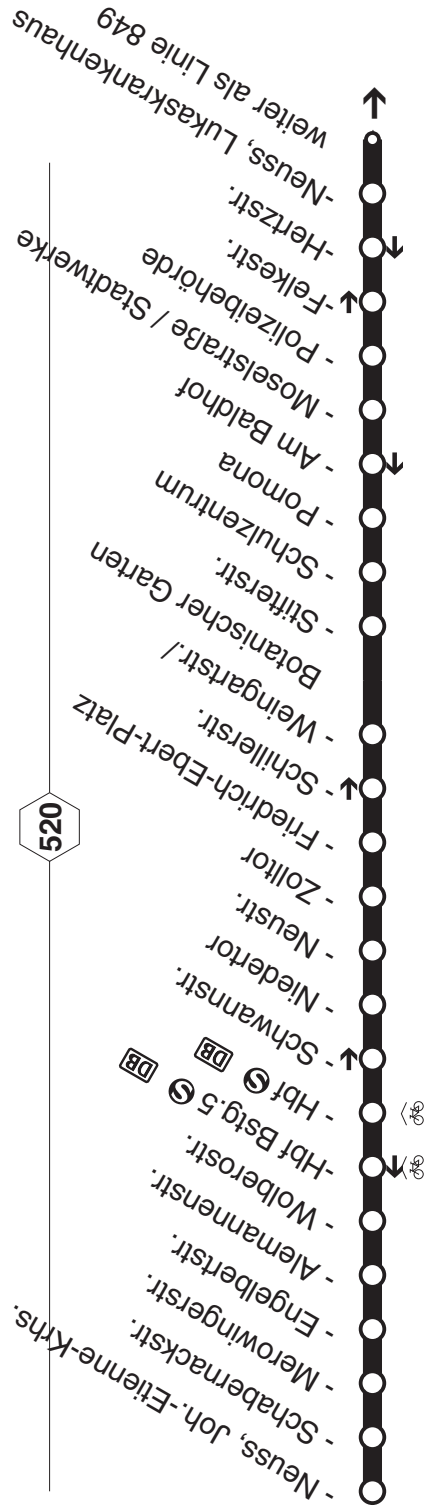 520
- Neuss, Joh.-Etienne-Krhs.
- Schabernackstr.
- Merowingerstr.
- Engelbertstr.
- Alemannenstr.
- Wolberostr.
-Hbf Bstg.5 S DB
- Hbf S DB
- Schwannstr.
- Niedertor
- Neustr.
- Zolltor
- Friedrich-Ebert-Platz
- Schillerstr.
- Weingartstr./
Botanischer Garten
- Stifterstr.
- Schulzentrum
- Pomona
- Am Baldhof
- Moselstraße / Stadtwerke
- Polizeibehörde
-Felkestr.
-Hertzstr.
-Neuss, Lukaskrankenhaus
weiter als Linie 849